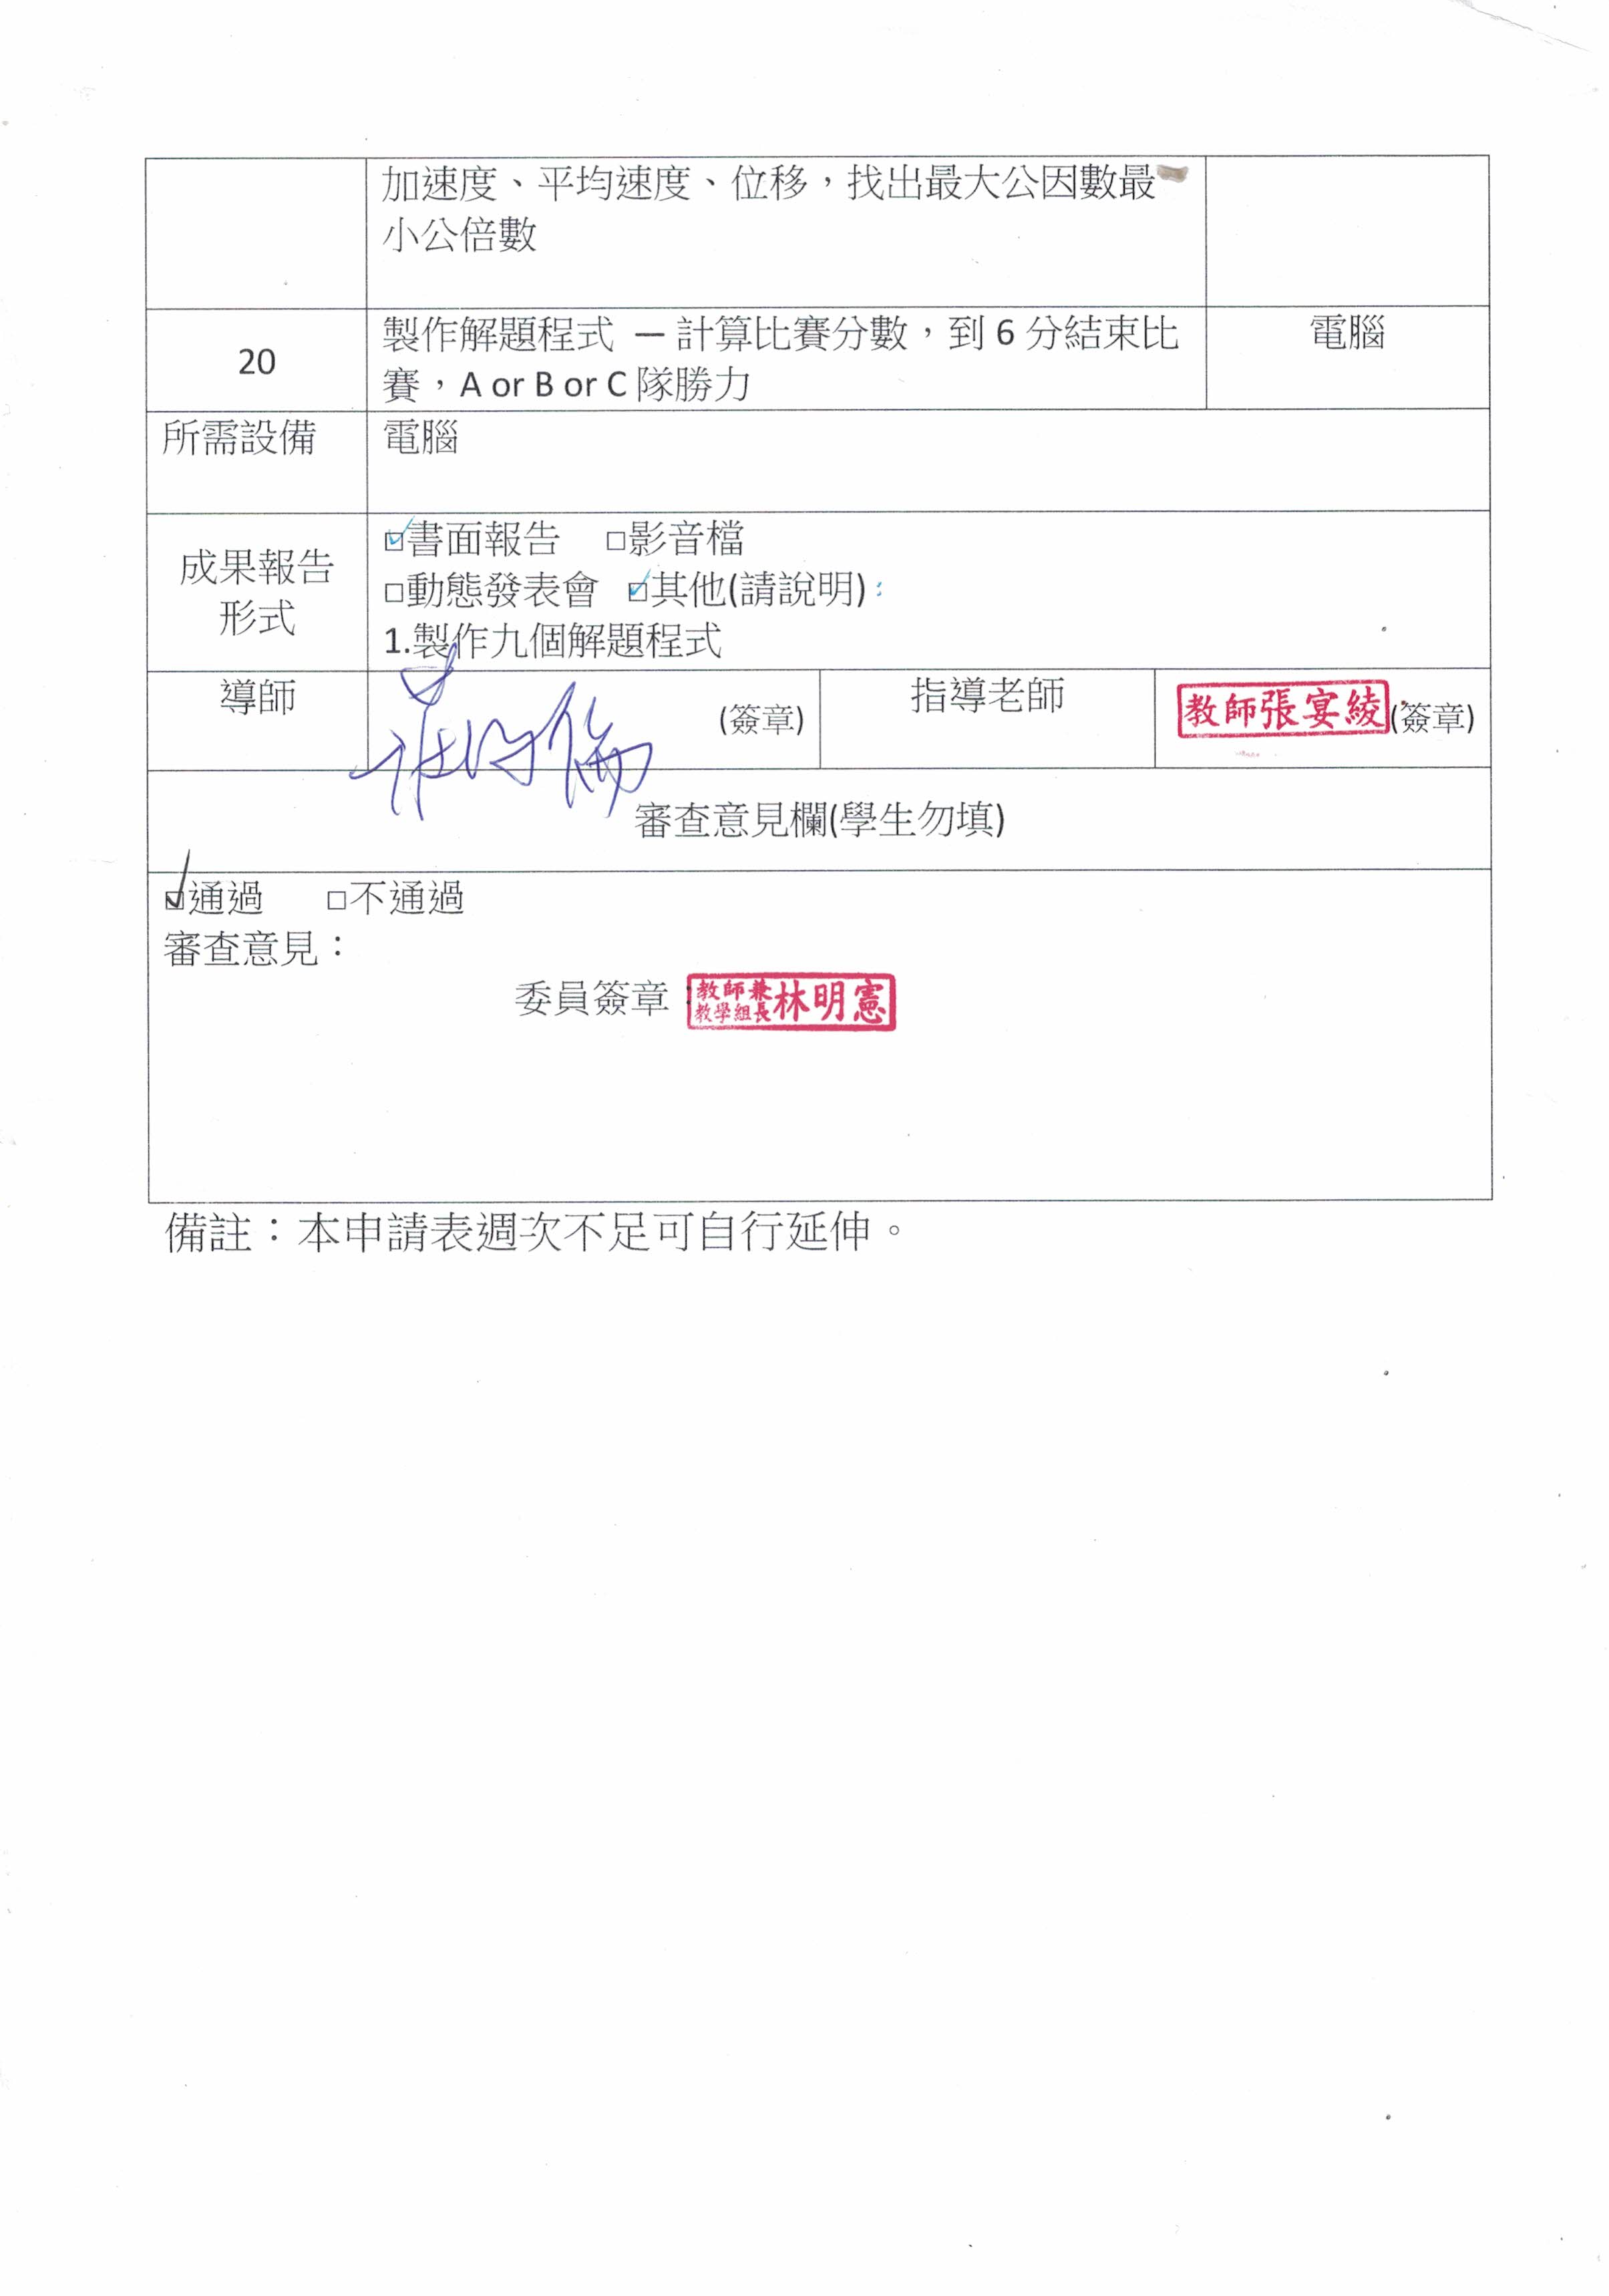 加速度、平均速度、位移，找出最大公因數最
小公倍數
20
製作解題程式 — 計算比賽分數，到 6 分結束比
賽，A or B or C 隊勝力
電腦
所需設備
電腦
成果報告
形式
☑書面報告 □影音檔
□動態發表會 ☑其他(請說明)：
1.製作九個解題程式
導師
(簽章)
指導老師
教師張宴綾
(簽章)
審查意見欄(學生勿填)
☑通過 □不通過
審查意見：
委員簽章：
教師兼
教學組長
林明憲
備註：本申請表週次不足可自行延伸。